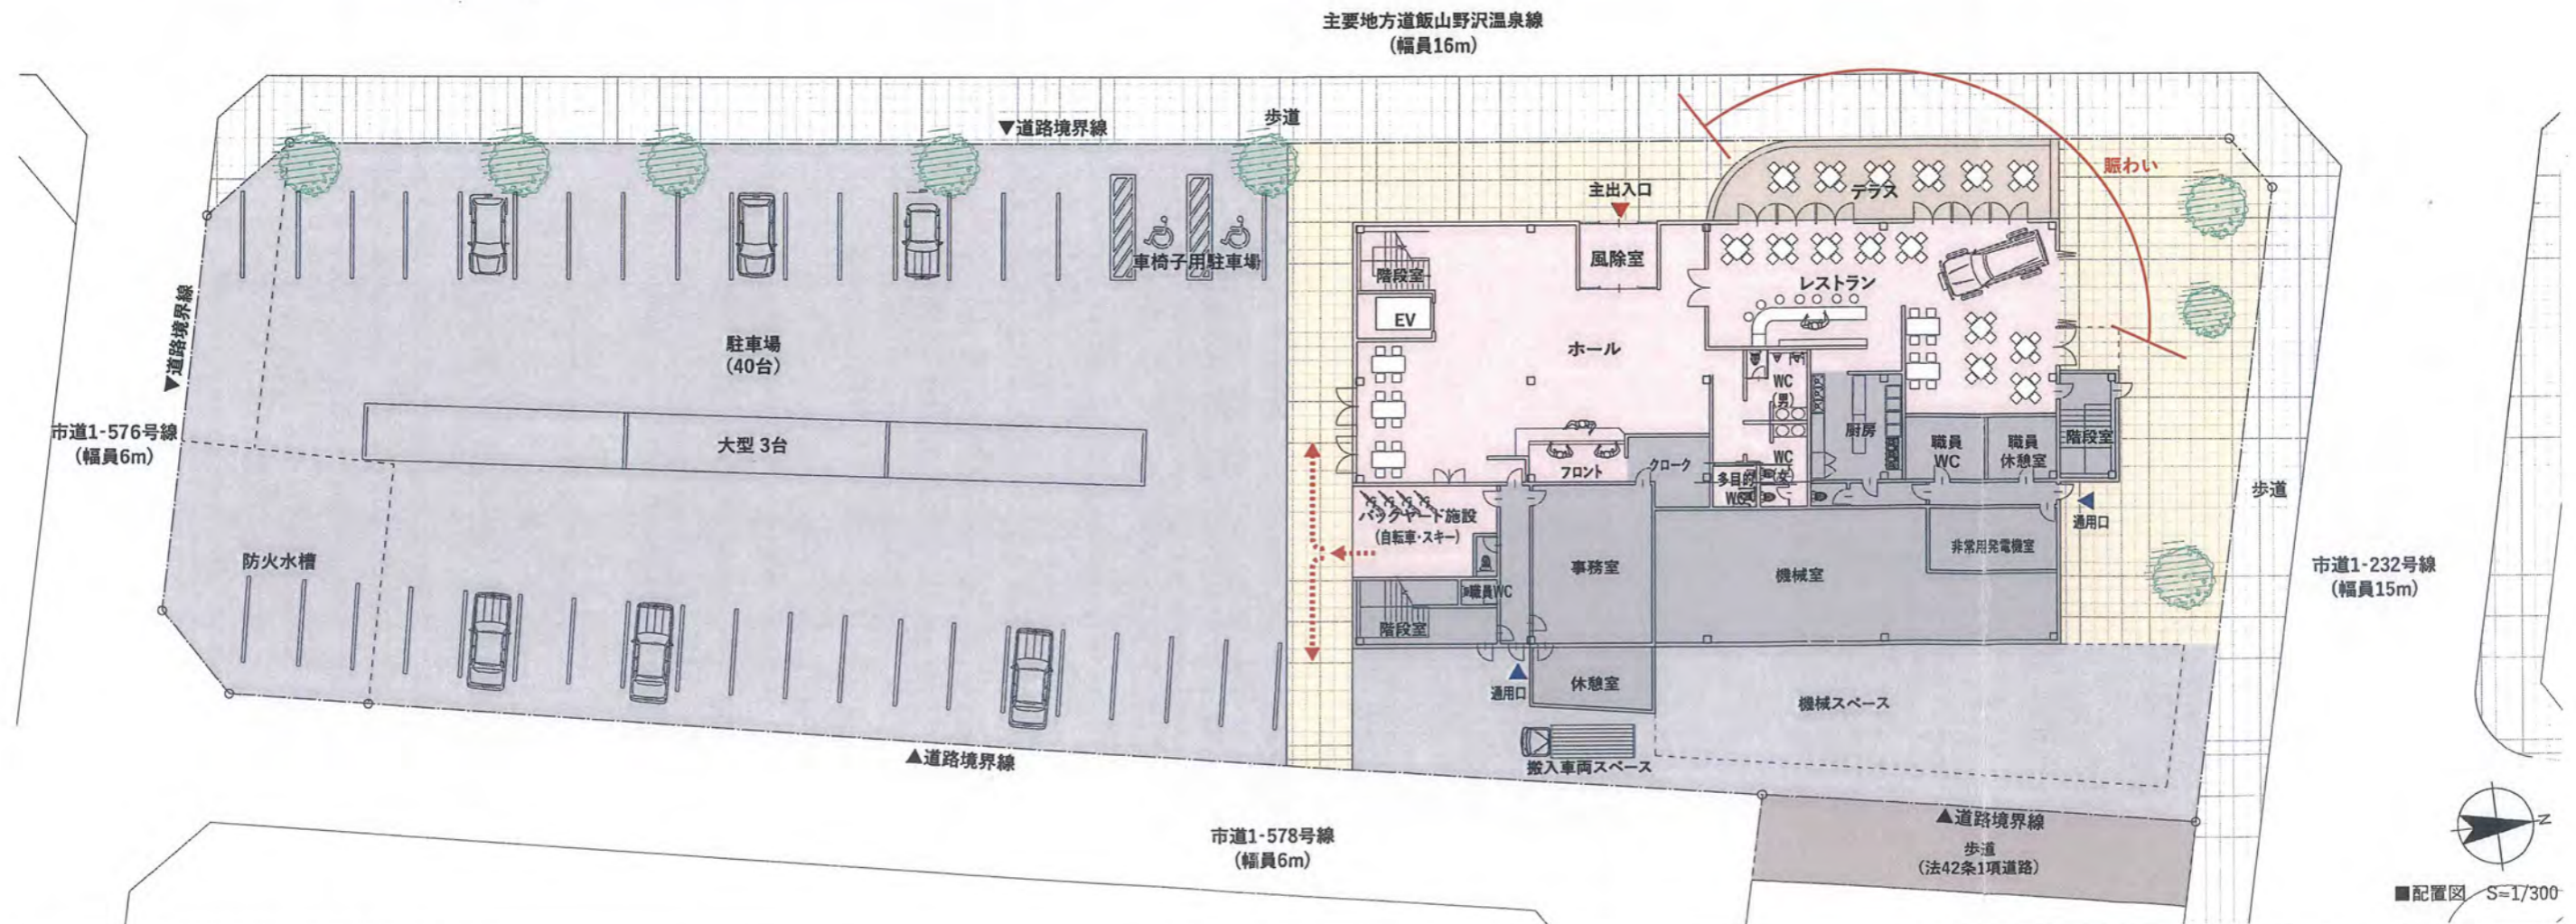 主要地方道飯山野沢温泉線
(幅員16m)
▼道路境界線
歩道
賑わい
主出入口
テラス
風除室
階段室
車椅子用駐車場
レストラン
EV
ホール
駐車場
(40台)
▼道路境界線
WC
(男)
市道1-576号線
(幅員6m)
大型 3台
厨房
職員
WC
職員
休憩室
階段室
WC
(女)
フロント
クローク
多目的
WC
歩道
バックヤード施設
(自転車・スキー)
通用口
防火水槽
事務室
機械室
非常用発電機室
市道1-232号線
(幅員15m)
職員WC
階段室
通用口
休憩室
機械スペース
▲道路境界線
搬入車両スペース
市道1-578号線
(幅員6m)
▲道路境界線
歩道
(法42条1項道路)
N
■配置図 S=1/300